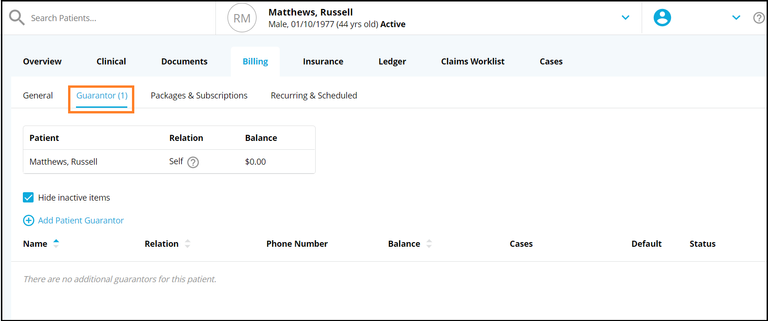 Search Patients...
RM
Matthews, Russell
Male, 01/10/1977 (44 yrs old) Active
Overview Clinical Documents Billing Insurance Ledger Claims Worklist Cases
General Guarantor (1) Packages & Subscriptions Recurring & Scheduled
Patient Relation Balance
Matthews, Russell Self ? $0.00
Hide inactive items
Add Patient Guarantor
Name Relation Phone Number Balance Cases Default Status
There are no additional guarantors for this patient.